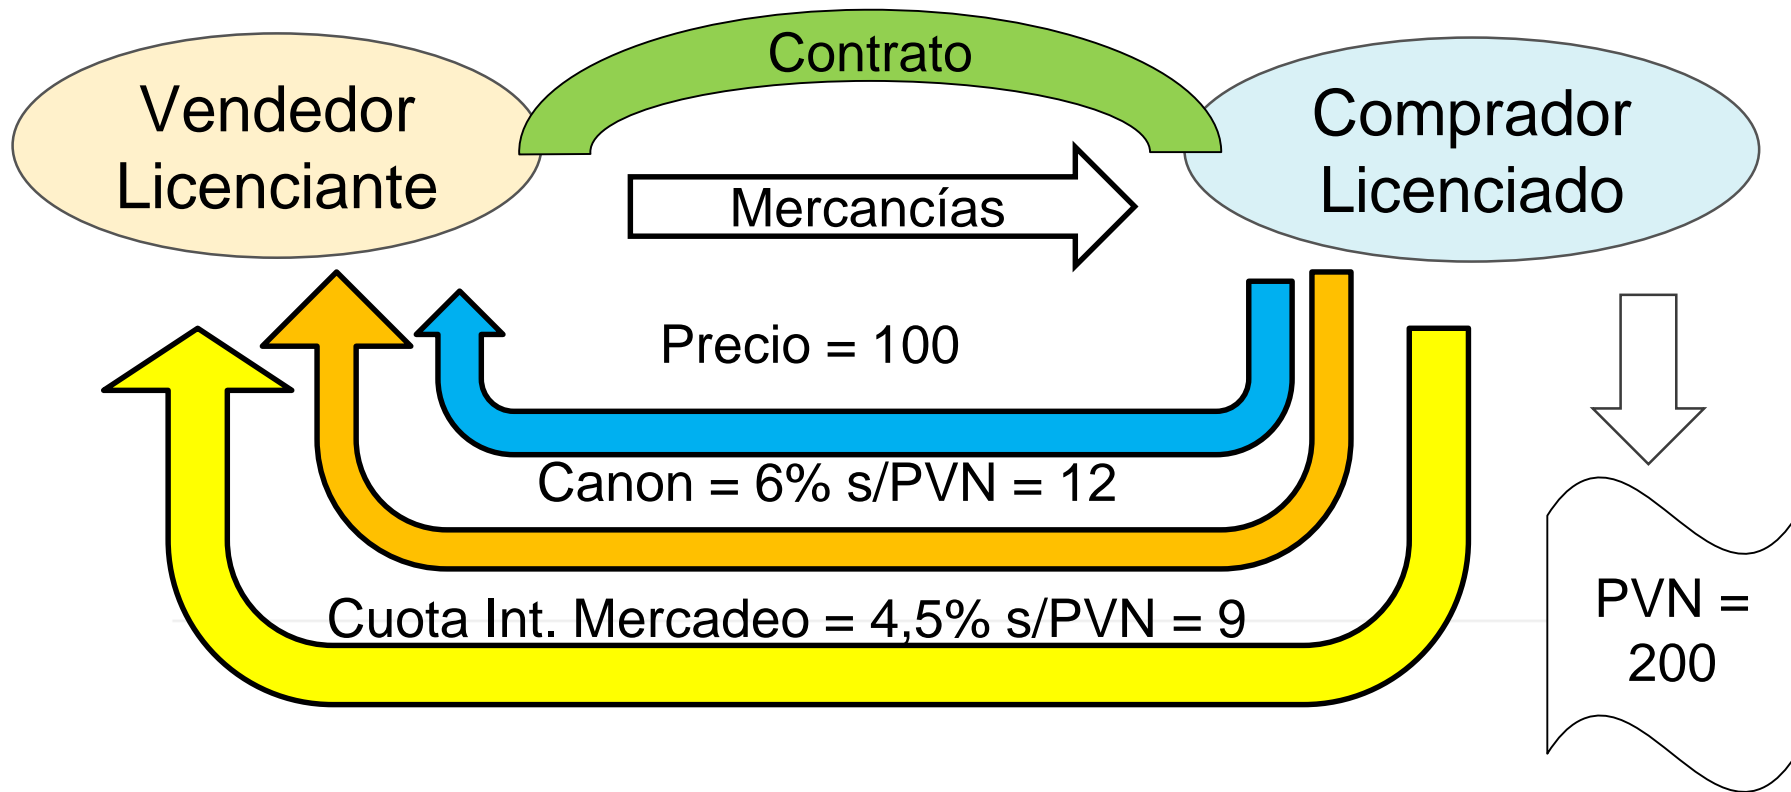 Contrato
Vendedor
Licenciante
Comprador
Licenciado
Mercancías
Precio = 100
Canon = 6% s/PVN = 12
Cuota Int. Mercadeo = 4,5% s/PVN = 9
PVN =
200